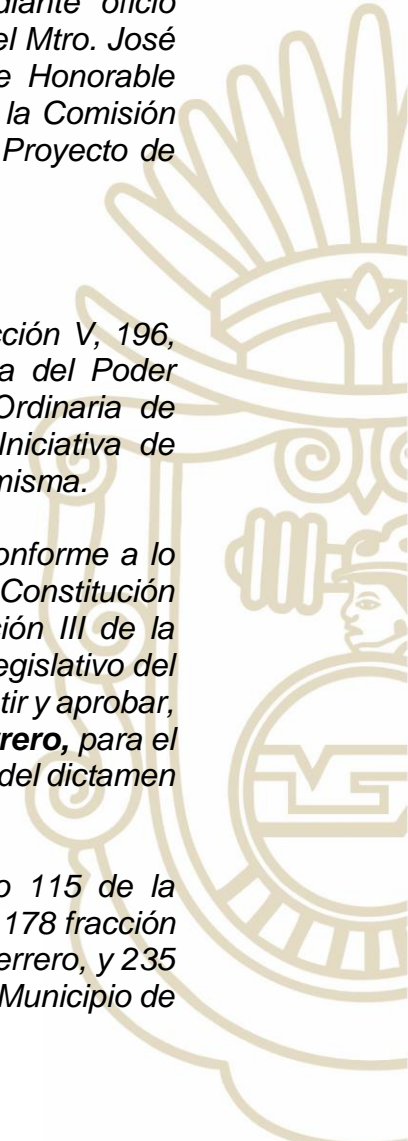 diante oficio
el Mtro. José
e Honorable
la Comisión
Proyecto de
cción V, 196,
a del Poder
Ordinaria de
Iniciativa de
misma.
onforme a lo
Constitución
ción III de la
egislativo del
tir y aprobar,
rrero, para el
del dictamen
o 115 de la
178 fracción
errero, y 235
Municipio de